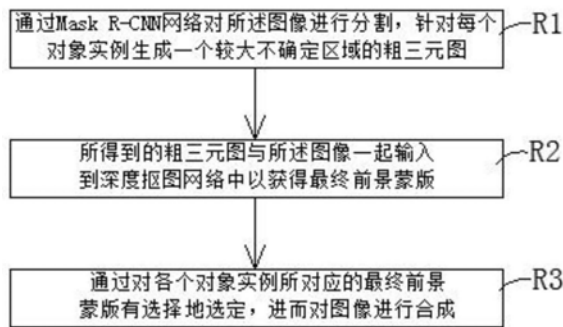 通过Mask R-CNN网络对所述图像进行分割，针对每个
对象实例生成一个较大不确定区域的粗三元图
R1
所得到的粗三元图与所述图像一起输入
到深度抠图网络中以获得最终前景蒙版
R2
通过对各个对象实例所对应的最终前景
蒙版有选择地选定，进而对图像进行合成
R3